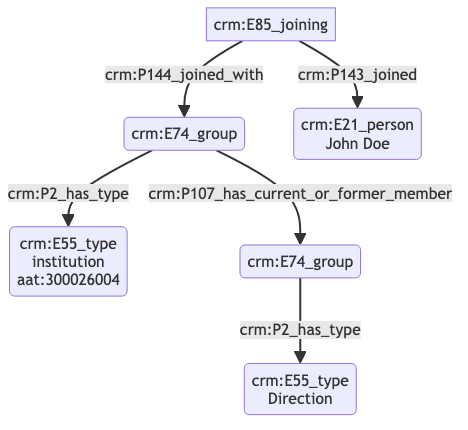 crm:E85_joining
crm:P144_joined_with
crm:P143_joined
crm:E74_group
crm:E21_person
John Doe
crm:P2_has_type
crm:P107_has_current_or_former_member
crm:E55_type
institution
aat:300026004
crm:E74_group
crm:P2_has_type
crm:E55_type
Direction